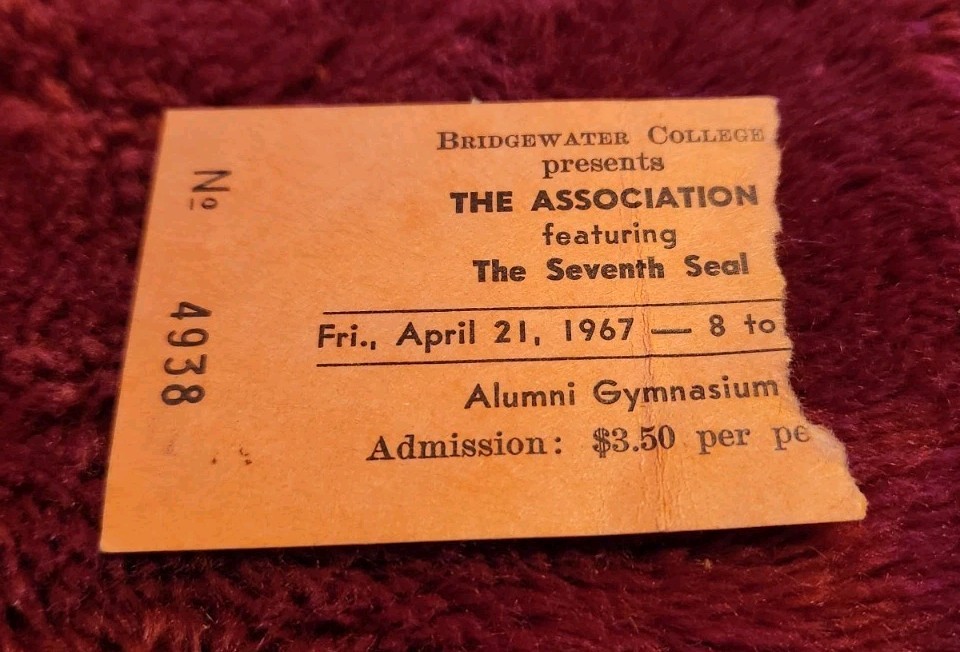 Bridgewater College
presents
THE ASSOCIATION
featuring
The Seventh Seal
Fri., April 21, 1967 — 8 to
Alumni Gymnasium
Admission: $3.50 per pe
No 4938